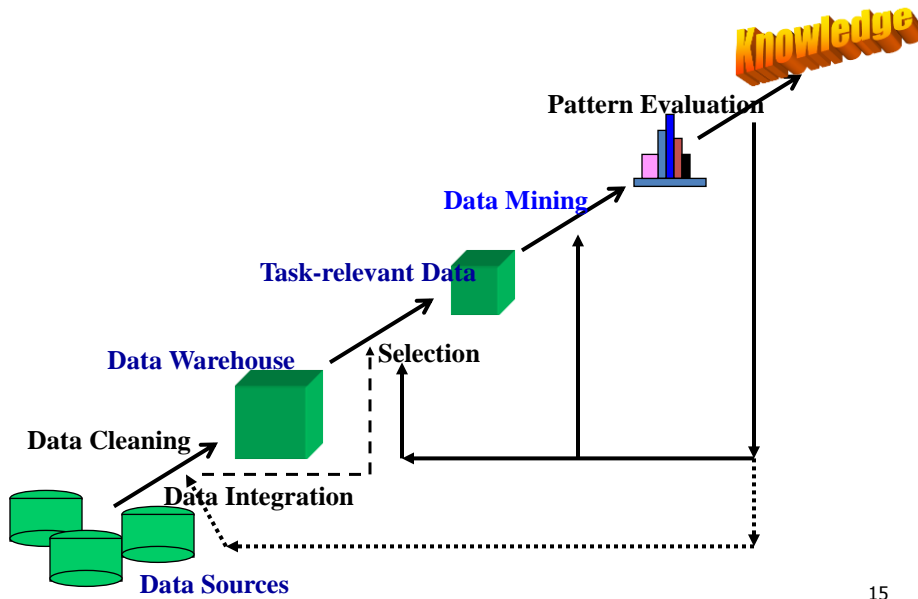 Knowledge
Pattern Evaluation
Data Mining
Task-relevant Data
Selection
Data Warehouse
Data Cleaning
Data Integration
Data Sources
15